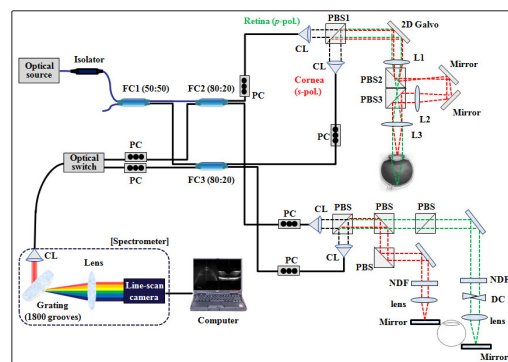 Retina (p-pol.)
PBS1
2D Galvo
Optical
source
Isolator
CL
CL
L1
Mirror
PBS2
Cornea
(s-pol.)
FC1 (50:50)
FC2 (80:20)
PC
PBS3
L2
Mirror
PC
L3
Optical
switch
PC
PC
FC3 (80:20)
PC
CL
PBS
PBS
PBS
[Spectrometer]
CL
Lens
PC
CL
PBS
NDF
NDF
Line-scan
camera
DC
lens
lens
Grating
(1800 grooves)
Computer
Mirror
Mirror